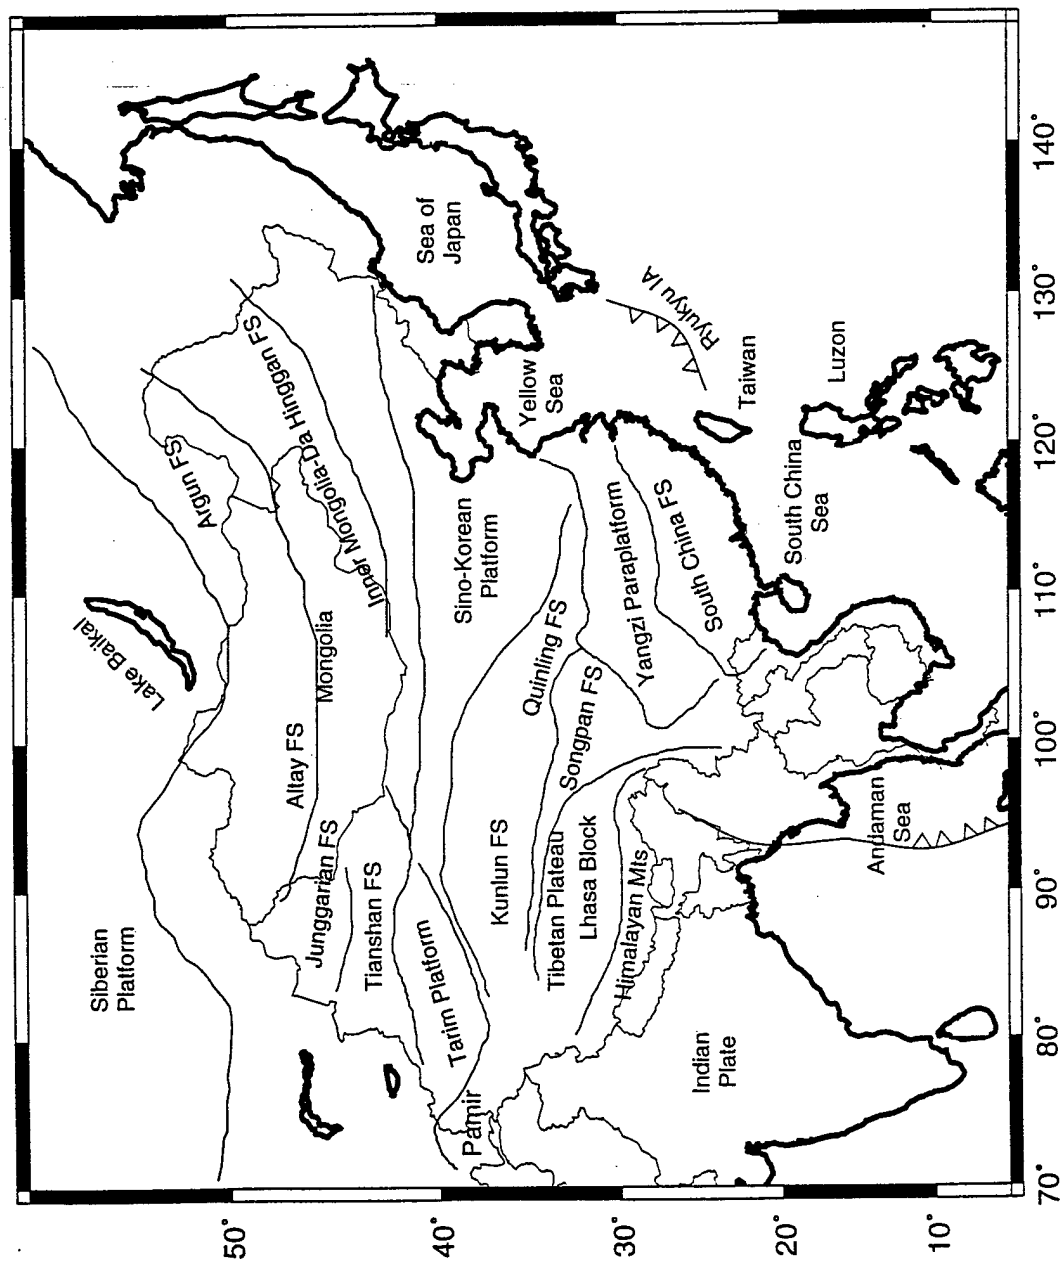 Siberian
Platform
Lake Baikal
Argun FS
Altay FS
Mongolia
Inner Mongolia-Da Hinggan FS
Junggarian FS
Tianshan FS
Tarim Platform
Pamir
Sino-Korean
Platform
Sea of
Japan
Kunlun FS
Quinling FS
Songpan FS
Yellow
Sea
Tibetan Plateau
Lhasa Block
Himalayan Mts
Yangzi Paraplatform
South China FS
Ryukyu IA
Taiwan
Indian
Plate
Andaman
Sea
South China
Sea
Luzon
50°
40°
30°
20°
10°
70°
80°
90°
100°
110°
120°
130°
140°